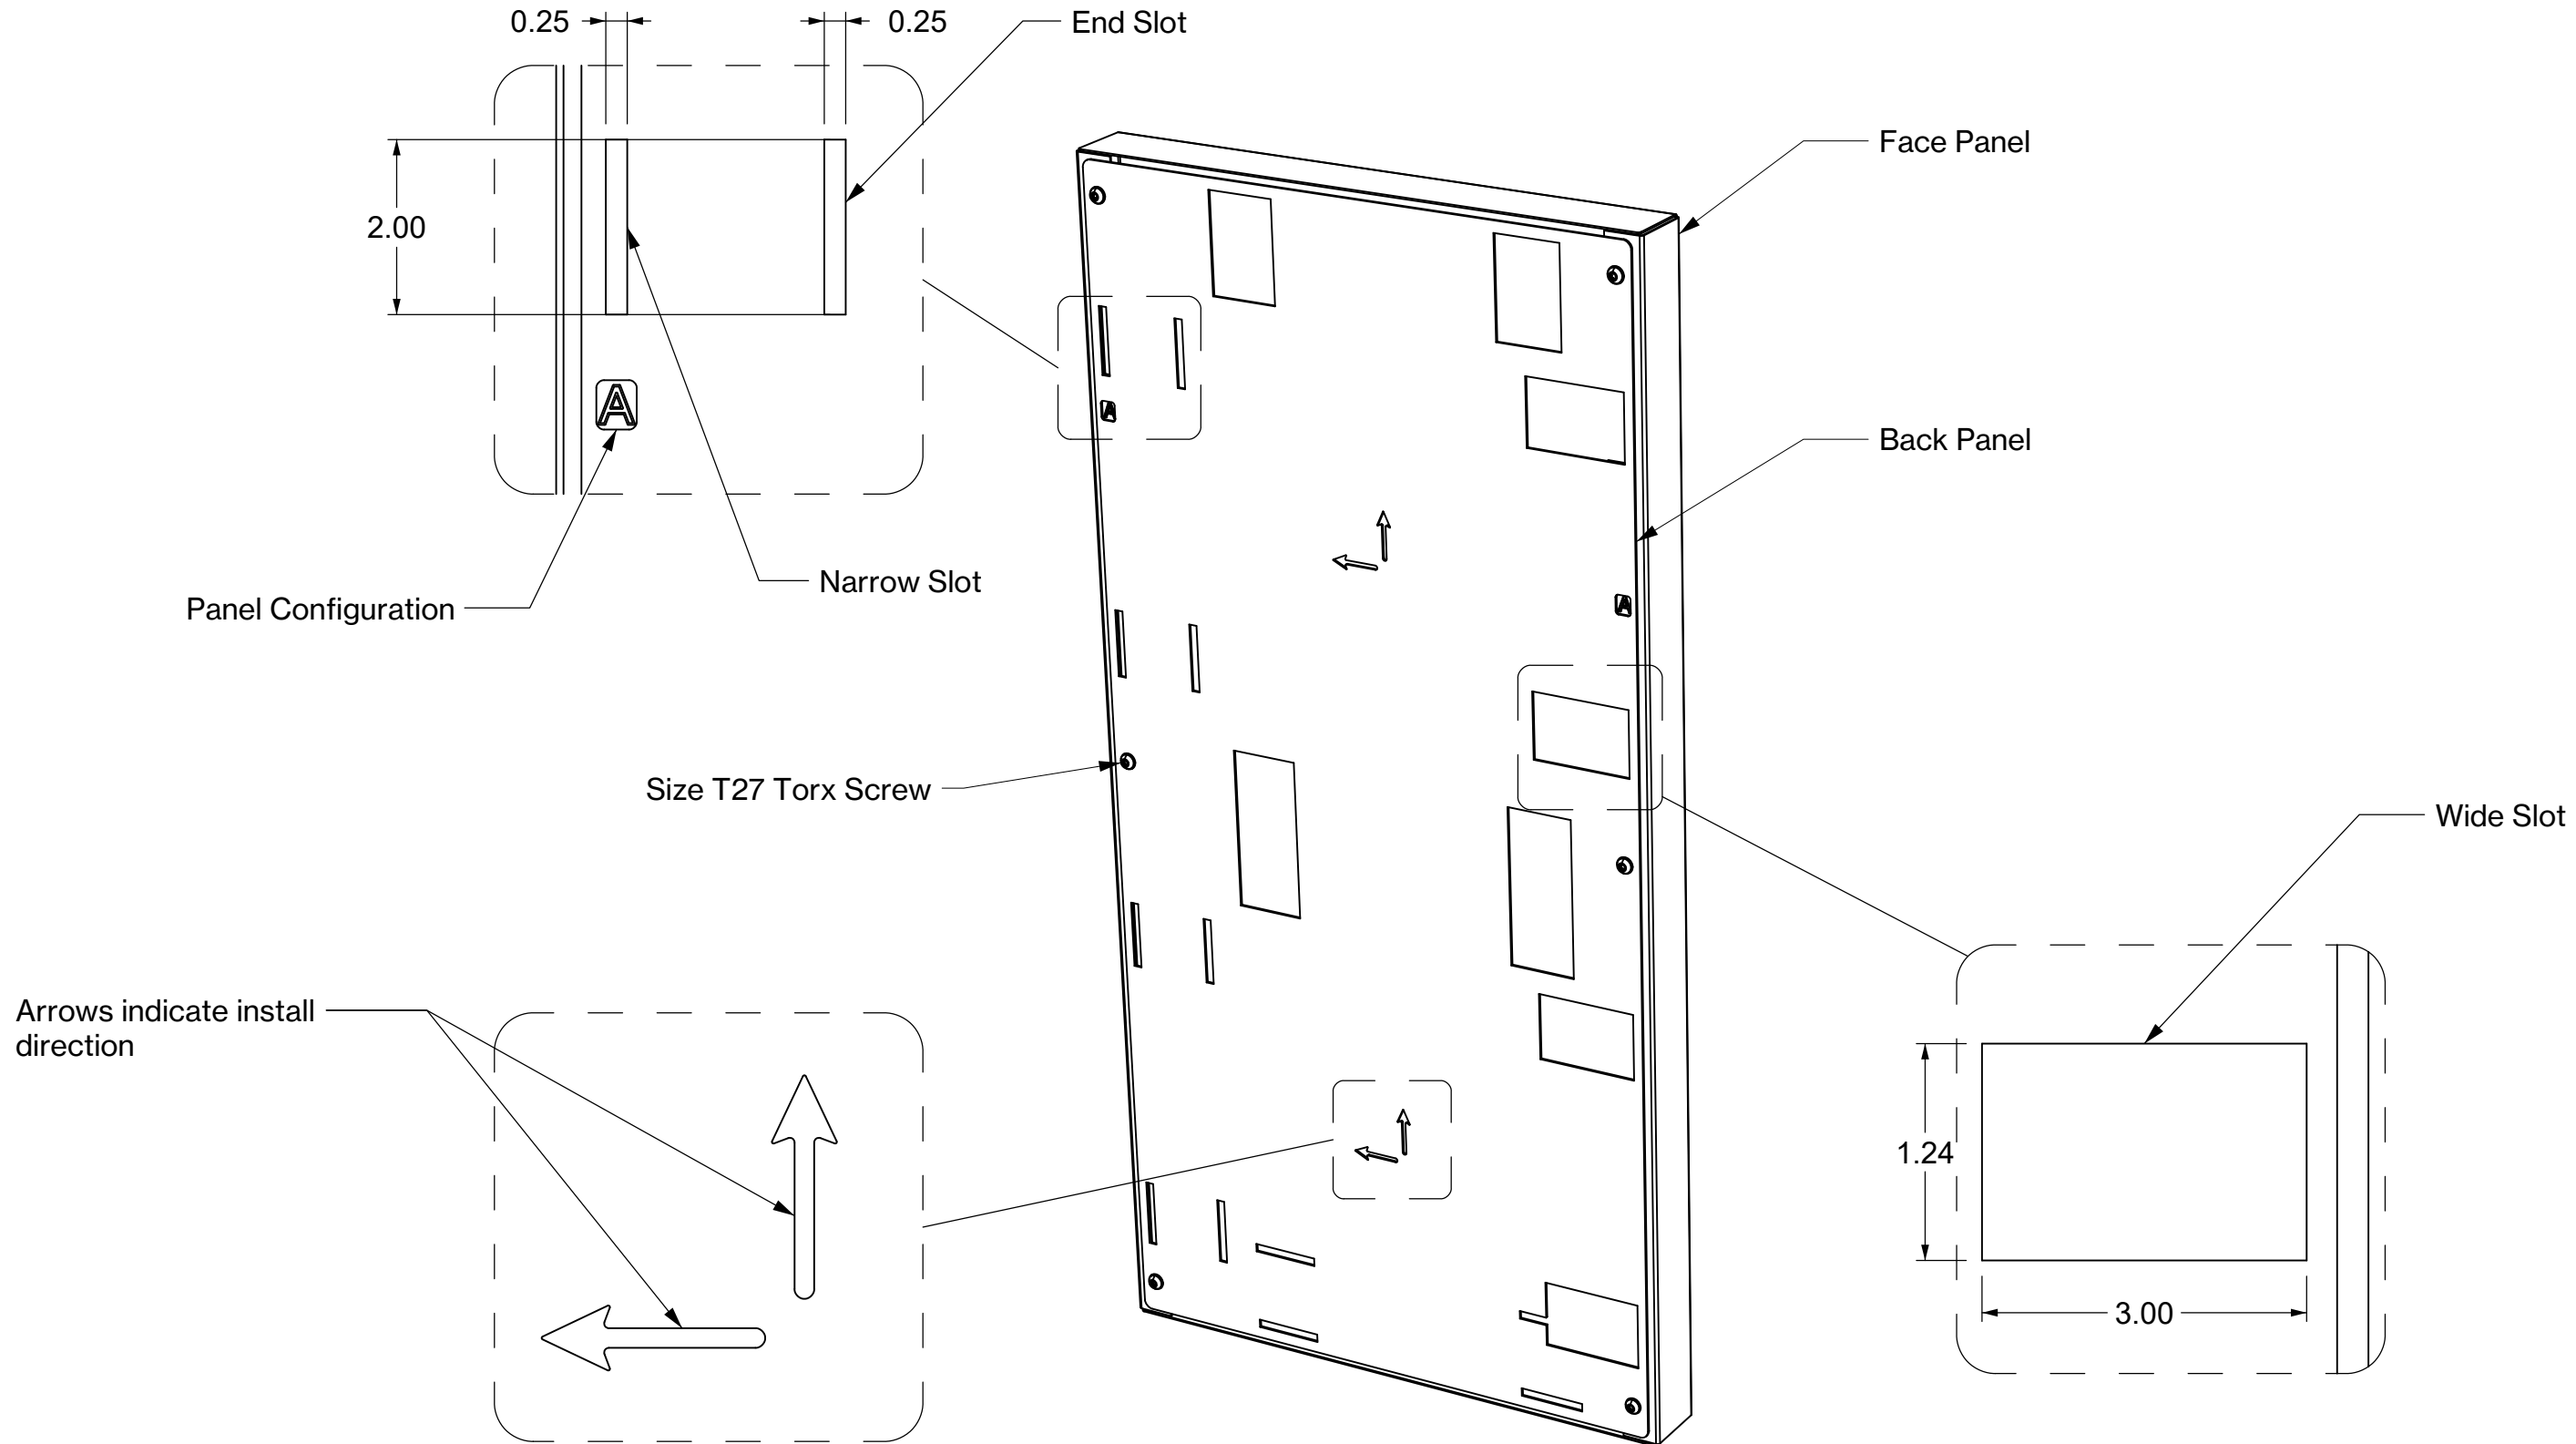 0.25
0.25
End Slot
Face Panel
2.00
A
A
Back Panel
Narrow Slot
Panel Configuration
A
Size T27 Torx Screw
Wide Slot
Arrows indicate install
direction
1.24
3.00